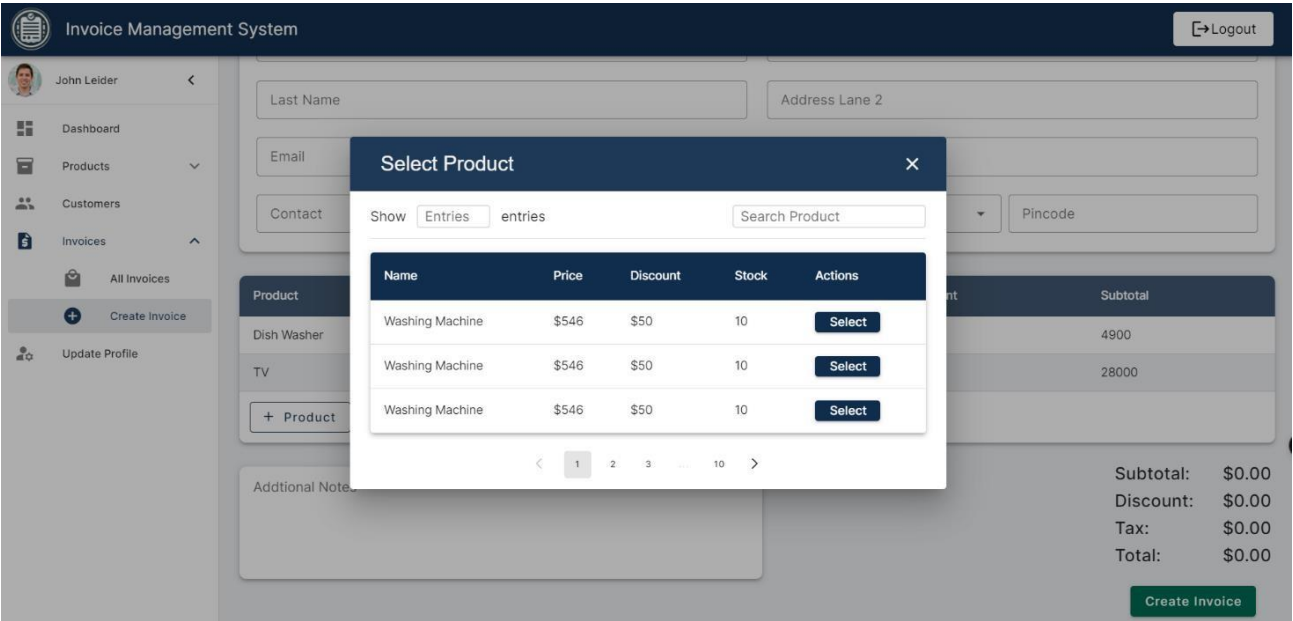 Invoice Management System
Logout
John Leider
Dashboard
Products
Customers
Invoices
All Invoices
Create Invoice
Update Profile
Last Name
Address Lane 2
Email
Contact
Pincode
Select Product
Show Entries entries
Search Product
Name Price Discount Stock Actions
Washing Machine $546 $50 10 Select
Washing Machine $546 $50 10 Select
Washing Machine $546 $50 10 Select
1 2 3 ... 10
Product nt Subtotal
Dish Washer 4900
TV 28000
+ Product
Addtional Notes
Subtotal: $0.00
Discount: $0.00
Tax: $0.00
Total: $0.00
Create Invoice